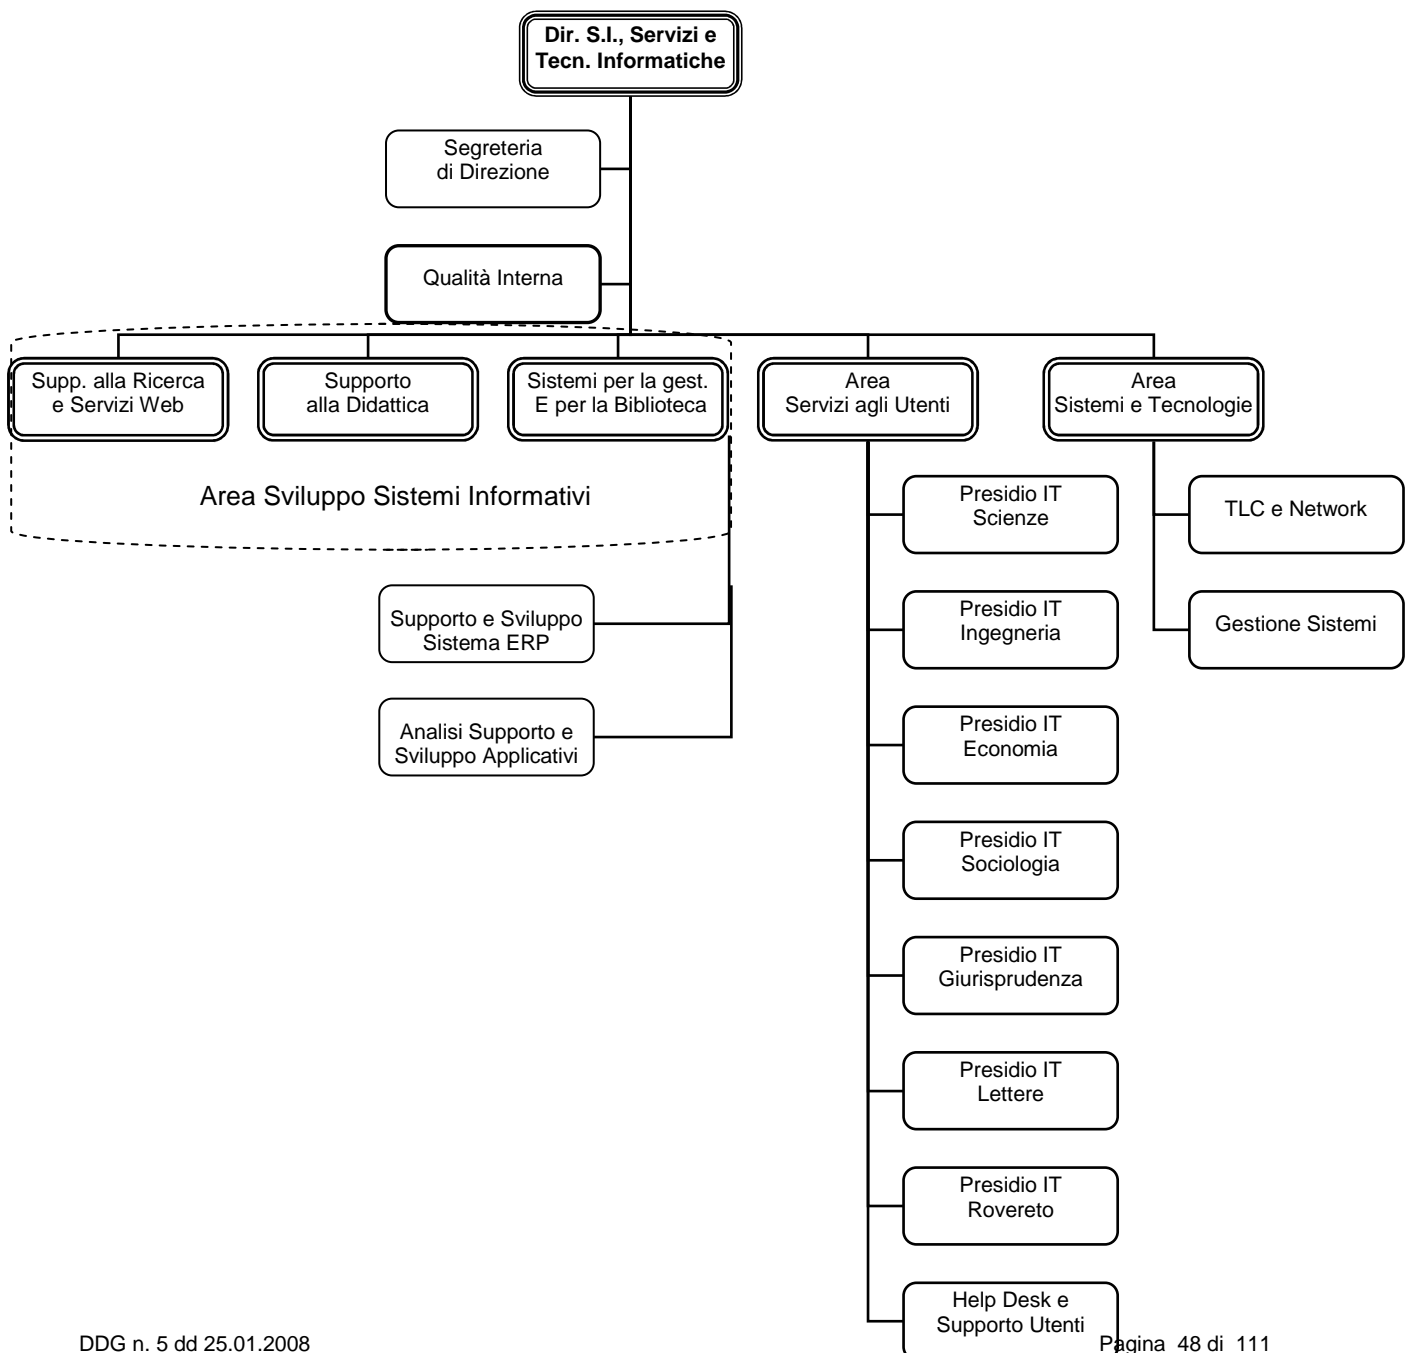 Dir. S.I., Servizi e
Tecn. Informatiche
Segreteria
di Direzione
Qualità Interna
Supp. alla Ricerca
e Servizi Web
Supporto
alla Didattica
Sistemi per la gest.
E per la Biblioteca
Area
Servizi agli Utenti
Area
Sistemi e Tecnologie
Area Sviluppo Sistemi Informativi
Presidio IT
Scienze
TLC e Network
Supporto e Sviluppo
Sistema ERP
Presidio IT
Ingegneria
Gestione Sistemi
Analisi Supporto e
Sviluppo Applicativi
Presidio IT
Economia
Presidio IT
Sociologia
Presidio IT
Giurisprudenza
Presidio IT
Lettere
Presidio IT
Rovereto
Help Desk e
Supporto Utenti
DDG n. 5 dd 25.01.2008
Pagina 48 di 111